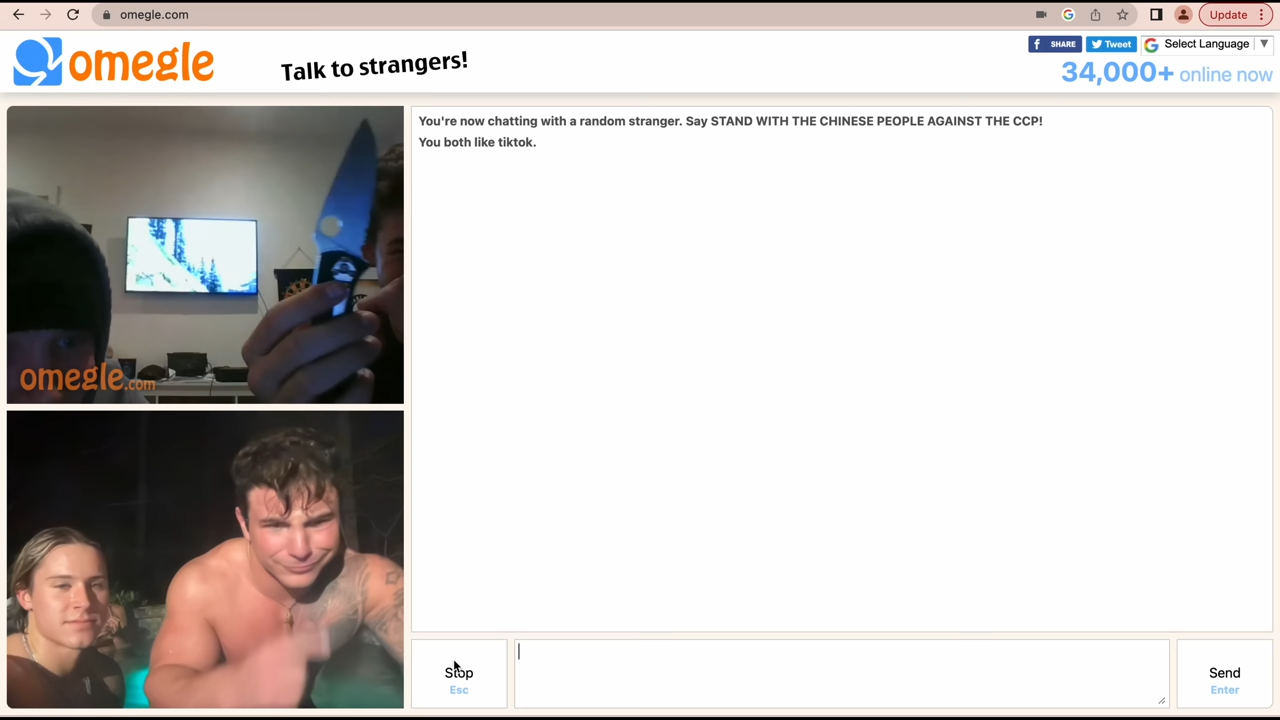 omegle.com
Update
omegle
Talk to strangers!
f SHARE
Tweet
G Select Language ▼
34,000+ online now
You're now chatting with a random stranger. Say STAND WITH THE CHINESE PEOPLE AGAINST THE CCP!
You both like tiktok.
omegle.com
Stop
Esc
Send
Enter